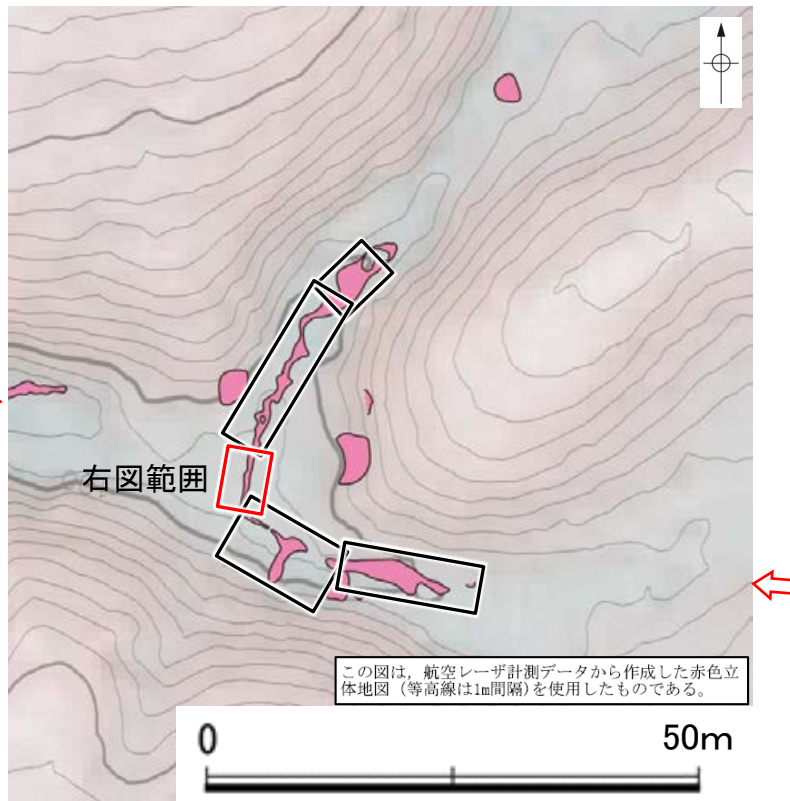 右図範囲
この図は，航空レーザ計測データから作成した赤色立
体地図（等高線は1m間隔)を使用したものである。
0 50m